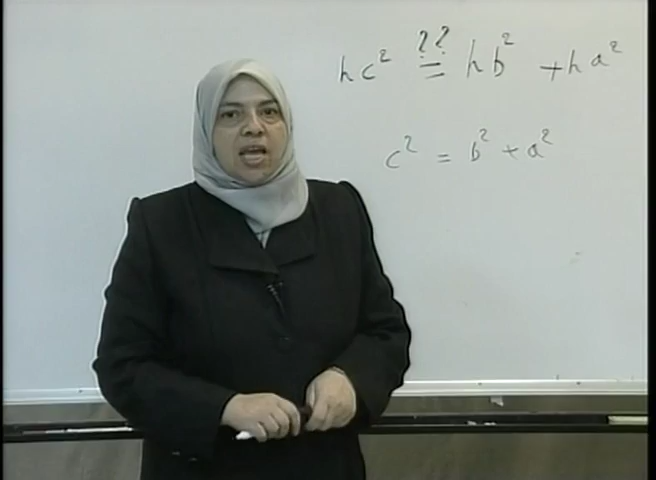 ??
hc² = hb² + ha²
c² = b² + a²